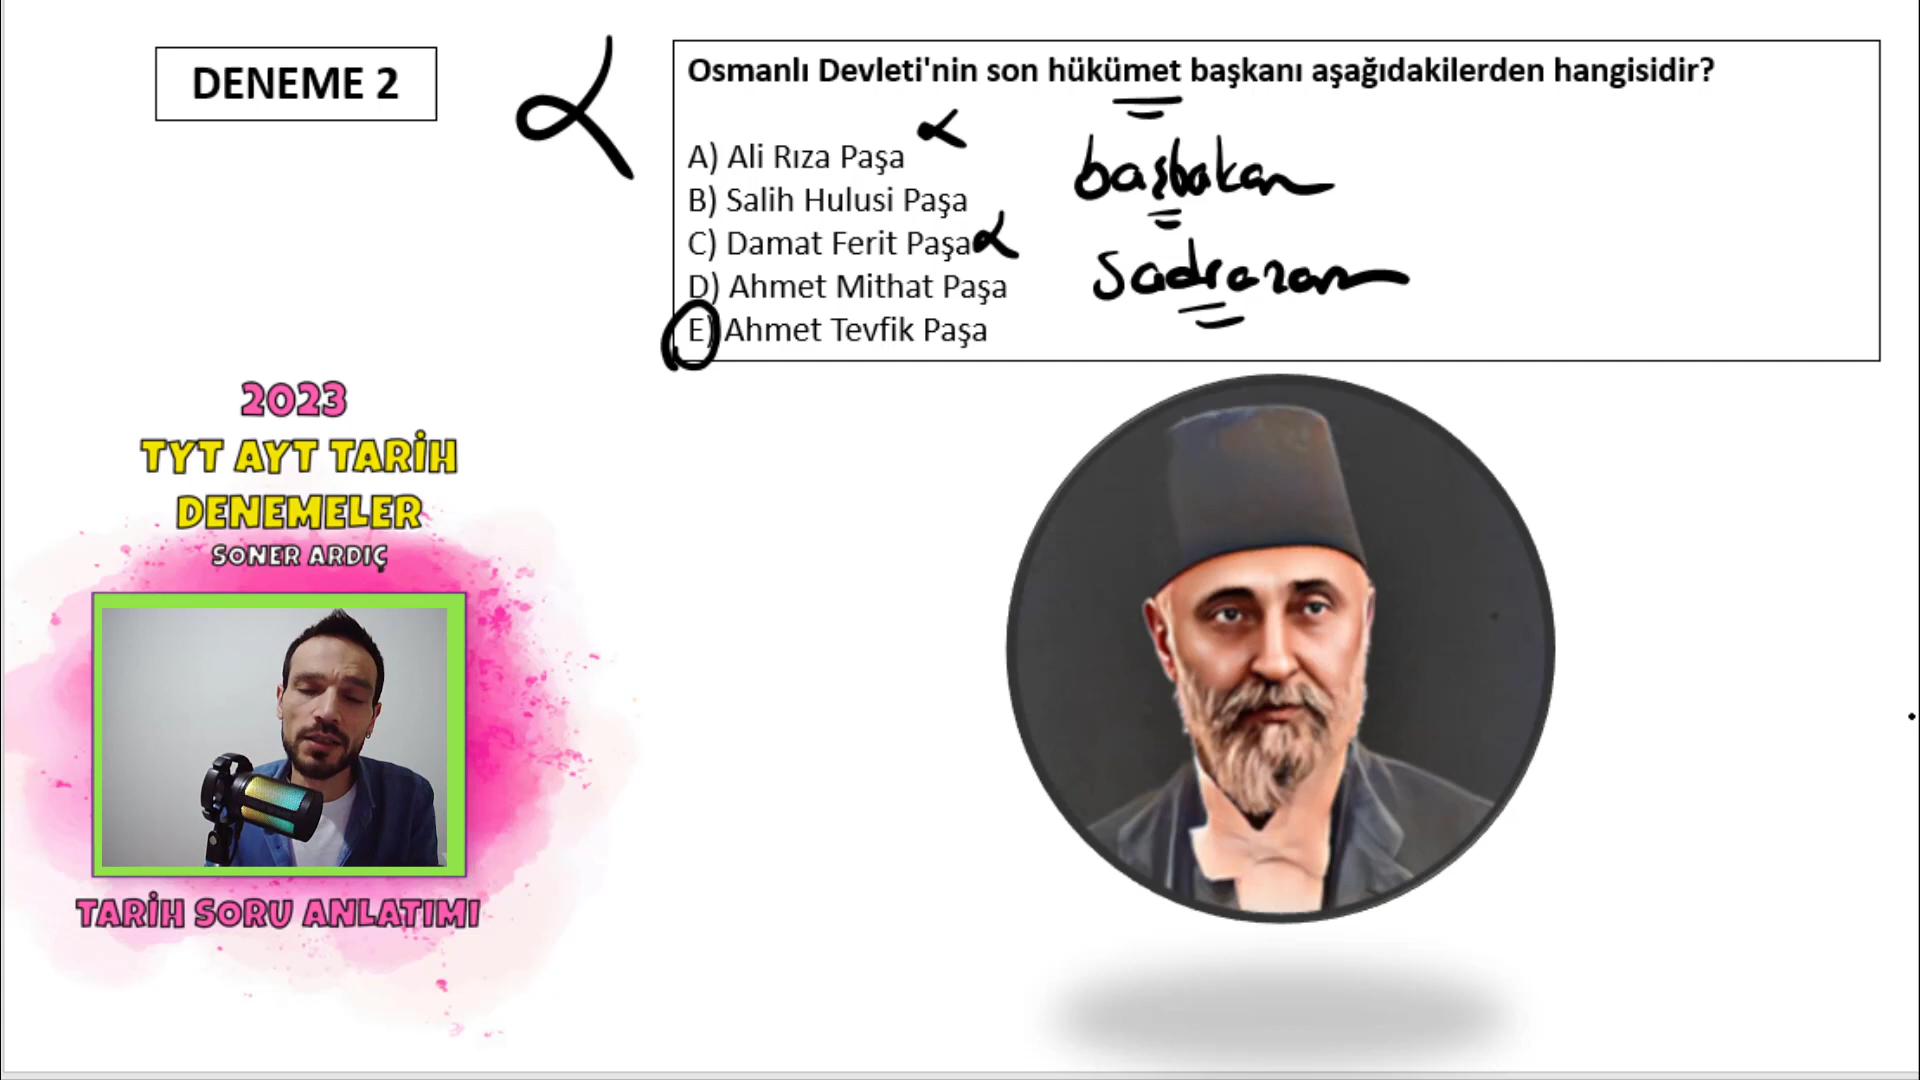 DENEME 2
Osmanlı Devleti'nin son hükümet başkanı aşağıdakilerden hangisidir?
A) Ali Rıza Paşa
B) Salih Hulusi Paşa
C) Damat Ferit Paşa
D) Ahmet Mithat Paşa
E) Ahmet Tevfik Paşa
başbakan
Sadrazam
2023
TYT AYT TARİH
DENEMELER
SONER ARDIÇ
TARİH SORU ANLATIMI